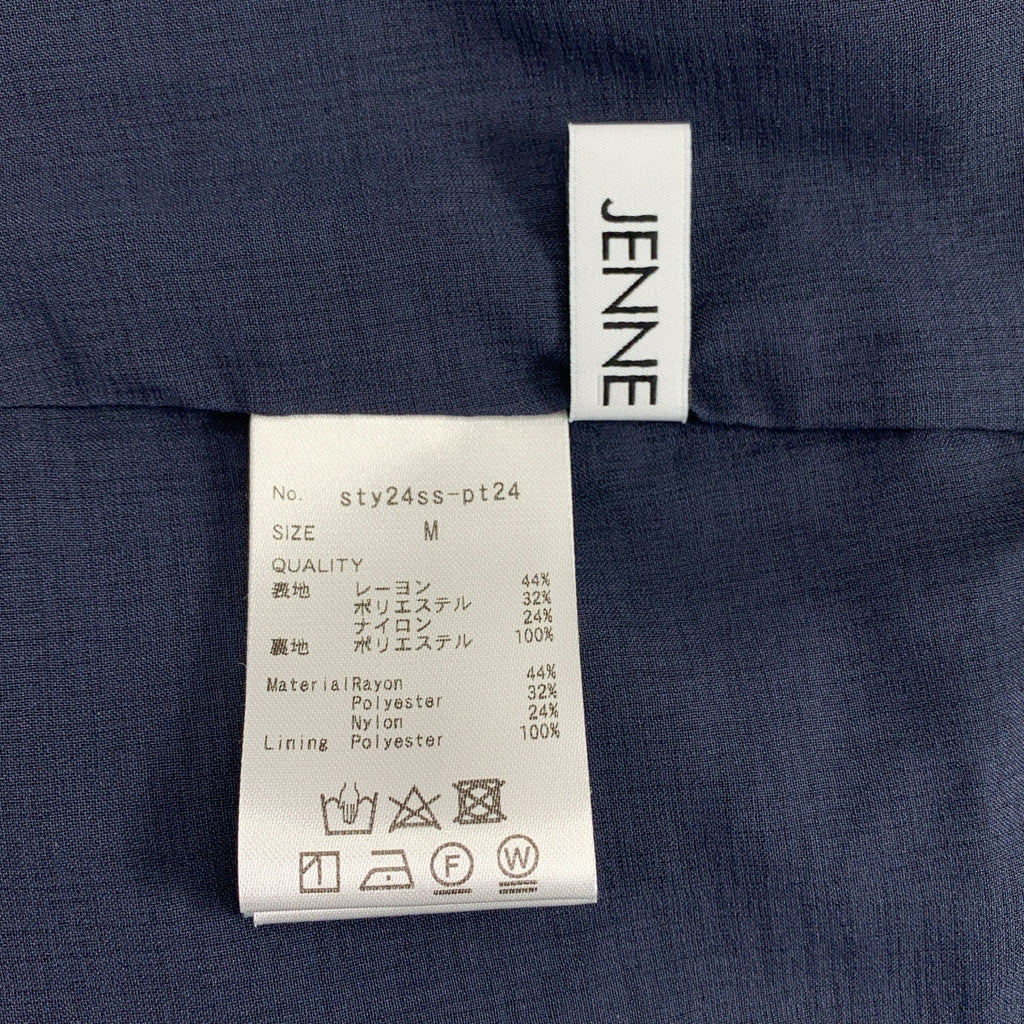 JENNE
No. sty24ss-pt24
SIZE M
QUALITY
表地 レーヨン 44%
ポリエステル 32%
ナイロン 24%
裏地 ポリエステル 100%
Material Rayon 44%
Polyester 32%
Nylon 24%
Lining Polyester 100%
F W